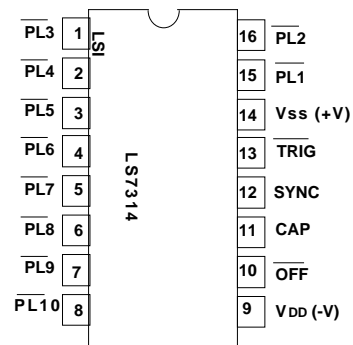 PL3 1 LSI 16 PL2
PL4 2 15 PL1
PL5 3 14 Vss (+V)
PL6 4 13 TRIG
PL7 5 LS7314 12 SYNC
PL8 6 11 CAP
PL9 7 10 OFF
PL10 8 9 VDD (-V)